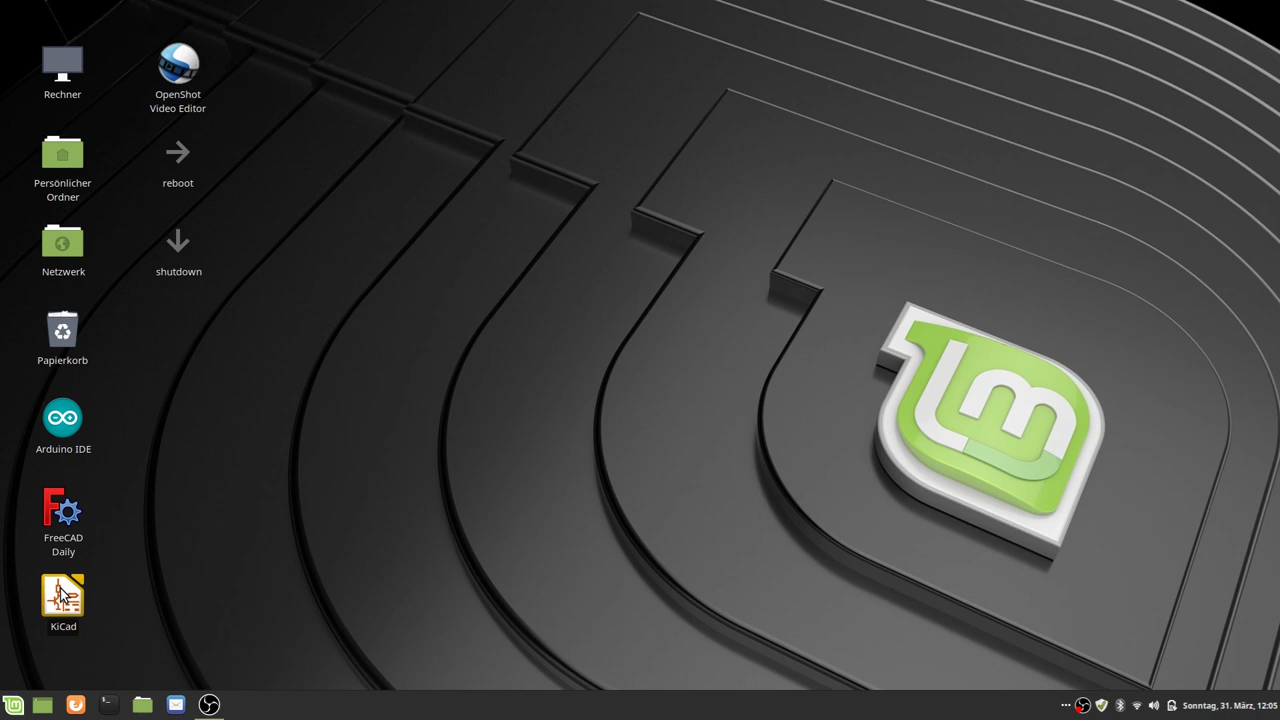 Rechner
OpenShot
Video Editor
Persönlicher
Ordner
reboot
Netzwerk
shutdown
Papierkorb
Arduino IDE
FreeCAD
Daily
KiCad
Sonntag, 31. März, 12:05